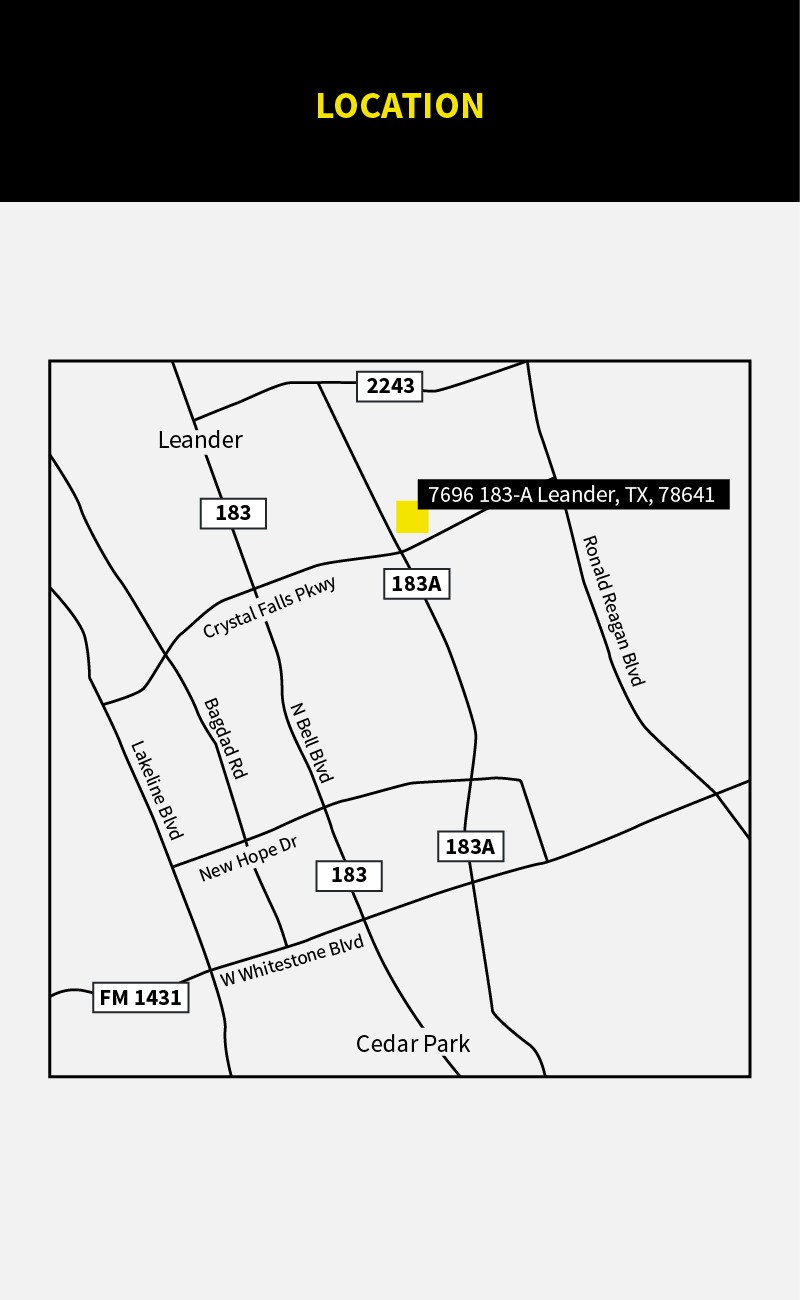 LOCATION
2243
Leander
7696 183-A Leander, TX, 78641
183
183A
Crystal Falls Pkwy
Ronald Reagan Blvd
Bagdad Rd
N Bell Blvd
Lakeline Blvd
183A
New Hope Dr
183
W Whitestone Blvd
FM 1431
Cedar Park